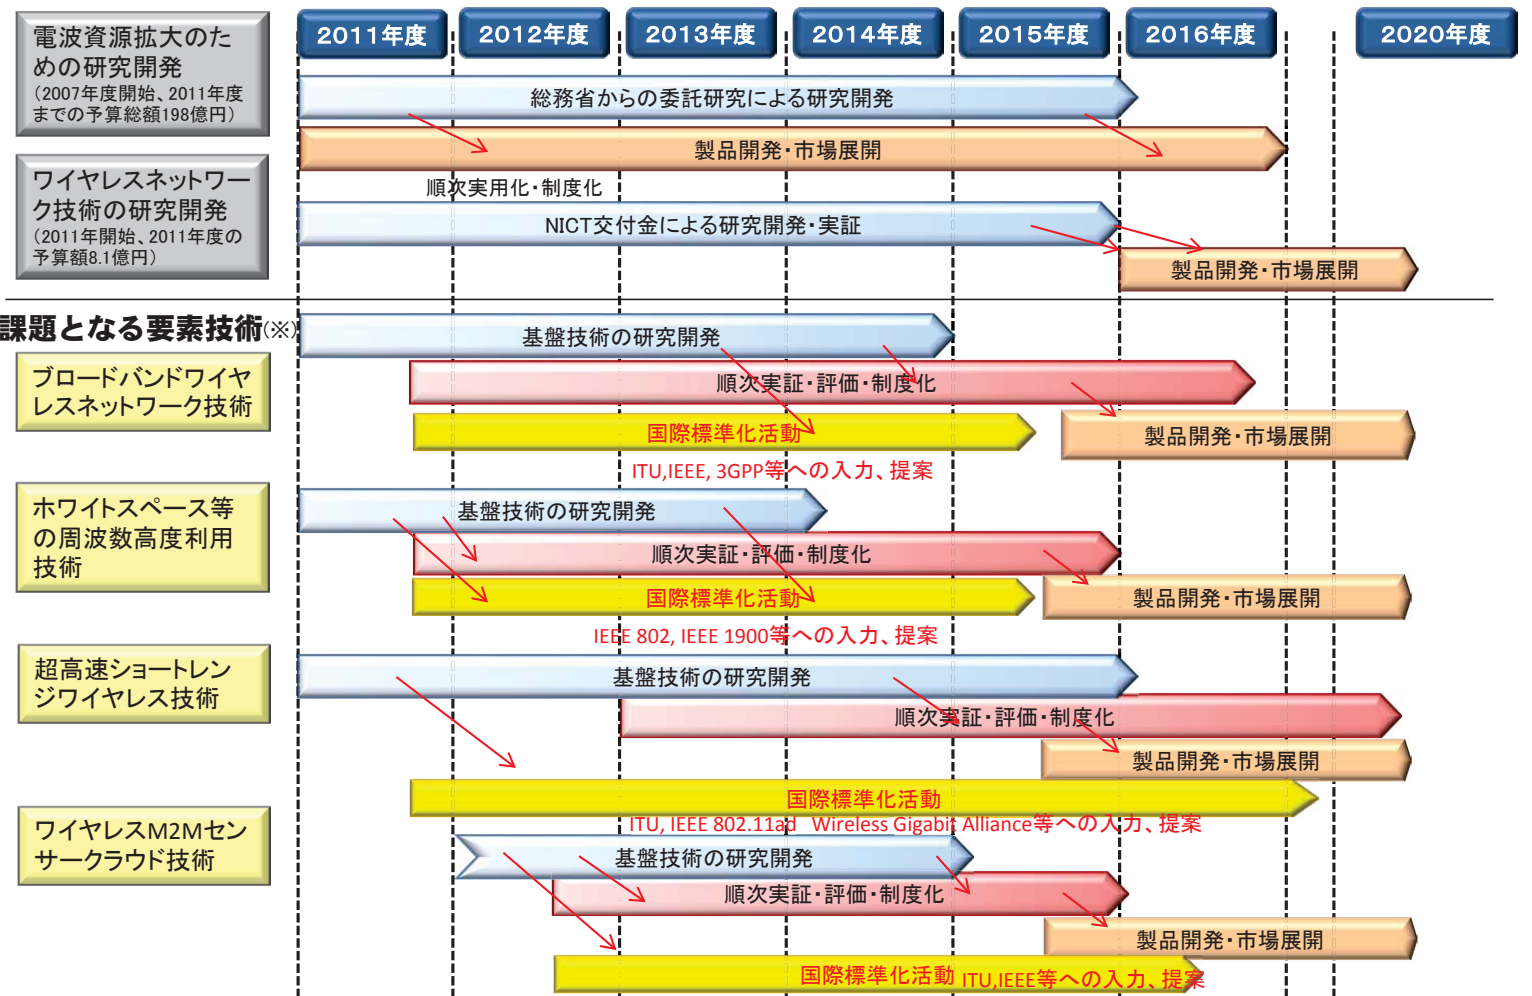 電波資源拡大のた
めの研究開発
(2007年度開始、2011年度
までの予算総額198億円)
2011年度
2012年度
2013年度
2014年度
2015年度
2016年度
2020年度
総務省からの委託研究による研究開発
製品開発・市場展開
順次実用化・制度化
ワイヤレスネットワー
ク技術の研究開発
(2011年開始、2011年度の
予算額8.1億円)
NICT交付金による研究開発・実証
製品開発・市場展開
課題となる要素技術(※)
ブロードバンドワイヤ
レスネットワーク技術
基盤技術の研究開発
順次実証・評価・制度化
国際標準化活動
製品開発・市場展開
ITU,IEEE, 3GPP等への入力、提案
ホワイトスペース等
の周波数高度利用
技術
基盤技術の研究開発
順次実証・評価・制度化
国際標準化活動
製品開発・市場展開
IEEE 802, IEEE 1900等への入力、提案
超高速ショートレン
ジワイヤレス技術
基盤技術の研究開発
順次実証・評価・制度化
製品開発・市場展開
国際標準化活動
ITU, IEEE 802.11ad Wireless Gigabit Alliance等への入力、提案
ワイヤレスM2Mセン
サークラウド技術
基盤技術の研究開発
順次実証・評価・制度化
製品開発・市場展開
国際標準化活動 ITU,IEEE等への入力、提案